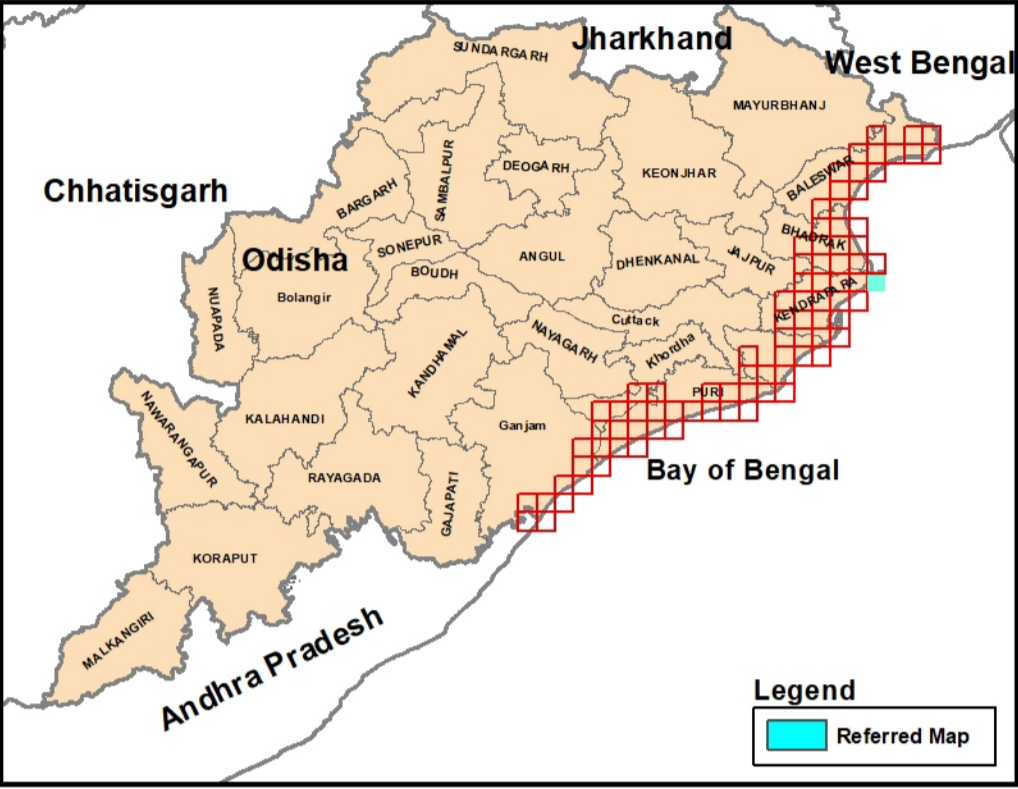 Jharkhand
West Bengal
SUNDARGARH
MAYURBHANJ
Chhatisgarh
SAMBALPUR
DEOGARH
KEONJHAR
BALESWAR
BARGARH
Odisha
SONEPUR
BOUDH
ANGUL
DHENKANAL
JAJPUR
BHADRAK
KENDRAPARA
Bolangir
NUAPADA
Cuttack
NAYAGARH
Khordha
KANDHAMAL
PURI
NAWARANGAPUR
KALAHANDI
Ganjam
RAYAGADA
GAJAPATI
Bay of Bengal
KORAPUT
MALKANGIRI
Andhra Pradesh
Legend
Referred Map